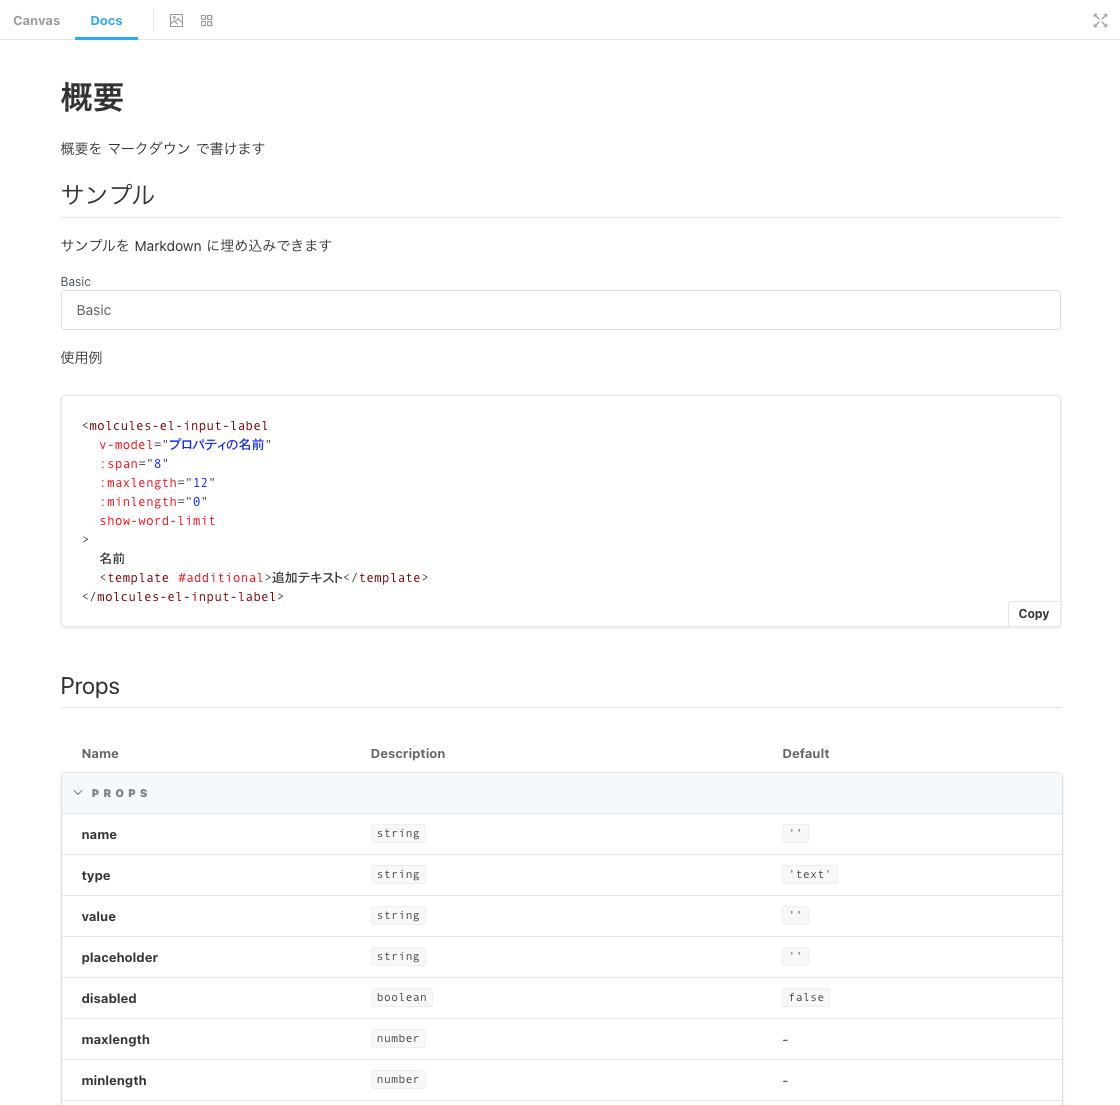 Canvas Docs
概要
概要を マークダウン で書けます
サンプル
サンプルを Markdown に埋め込みできます
Basic
Basic
使用例
<molcules-el-input-label
v-model="プロパティの名前"
:span="8"
:maxlength="12"
:minlength="0"
show-word-limit
>
名前
<template #additional>追加テキスト</template>
</molcules-el-input-label>
Copy
Props
Name Description Default
PROPS
name string ''
type string 'text'
value string ''
placeholder string ''
disabled boolean false
maxlength number -
minlength number -